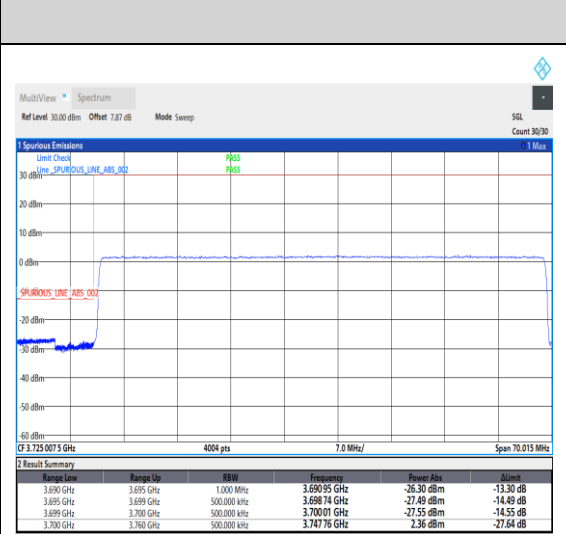 MultiView Spectrum
Ref Level 30.00 dBm Offset 7.87 dB Mode Sweep SGL
Count 30/30
1 Spurious Emissions 1 Max
Limit Check PASS
Line _SPURIOUS_LINE_ABS_002 PASS
30 dBm
20 dBm
10 dBm
0 dBm
_SPURIOUS_LINE_ABS_002
-20 dBm
-30 dBm
-40 dBm
-50 dBm
-60 dBm
CF 3.725 007 5 GHz 4004 pts 7.0 MHz/ Span 70.015 MHz
2 Result Summary
Range Low Range Up RBW Frequency Power Abs ΔLimit
3.690 GHz 3.695 GHz 1.000 MHz 3.690 95 GHz -26.30 dBm -13.30 dB
3.695 GHz 3.699 GHz 500.000 kHz 3.698 74 GHz -27.49 dBm -14.49 dB
3.699 GHz 3.700 GHz 500.000 kHz 3.700 01 GHz -27.55 dBm -14.55 dB
3.700 GHz 3.760 GHz 500.000 kHz 3.747 76 GHz 2.36 dBm -27.64 dB